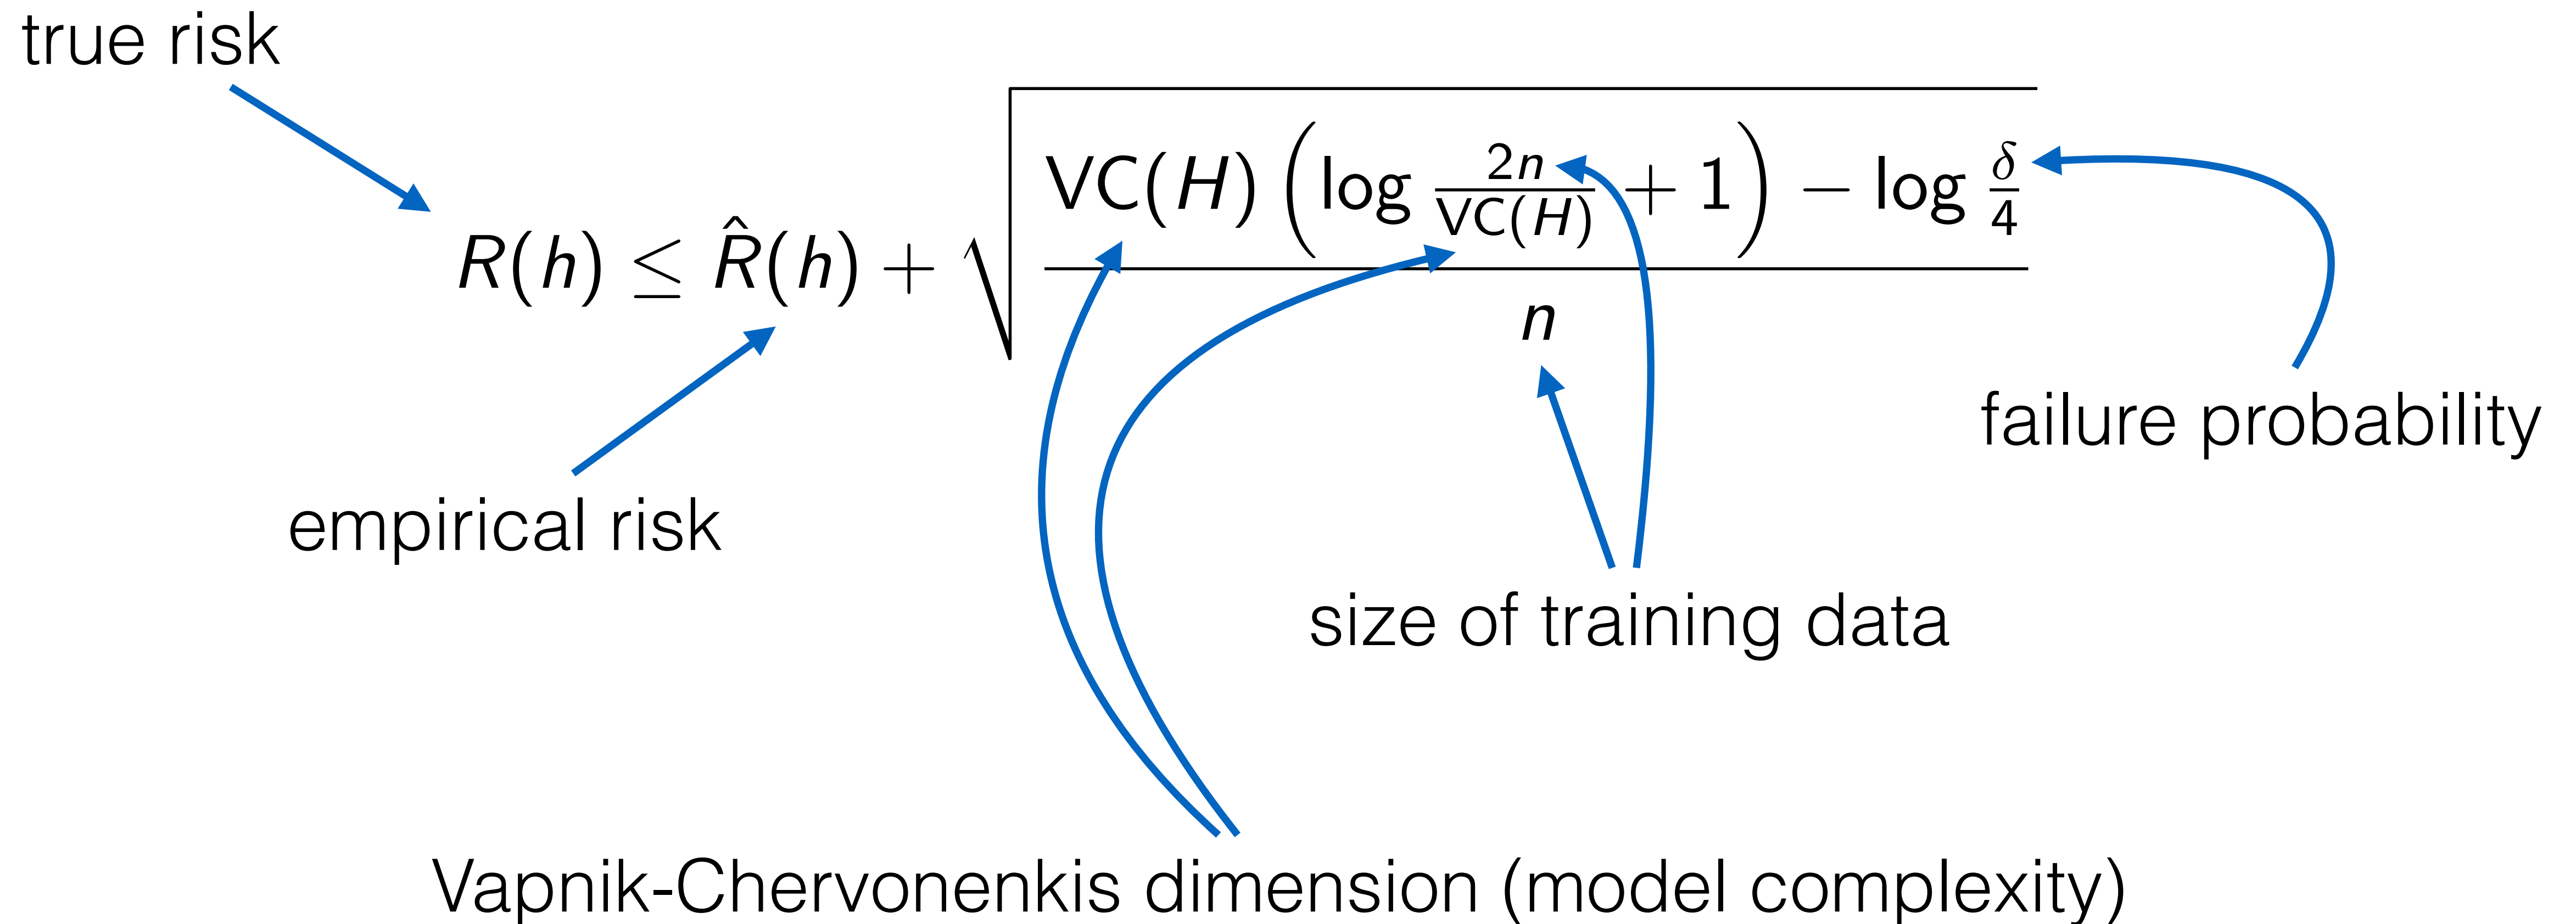 true risk
R(h) ≤ R̂(h) + √((VC(H) (log 2n/VC(H) + 1) − log δ/4) / n)
failure probability
empirical risk
size of training data
Vapnik-Chervonenkis dimension (model complexity)